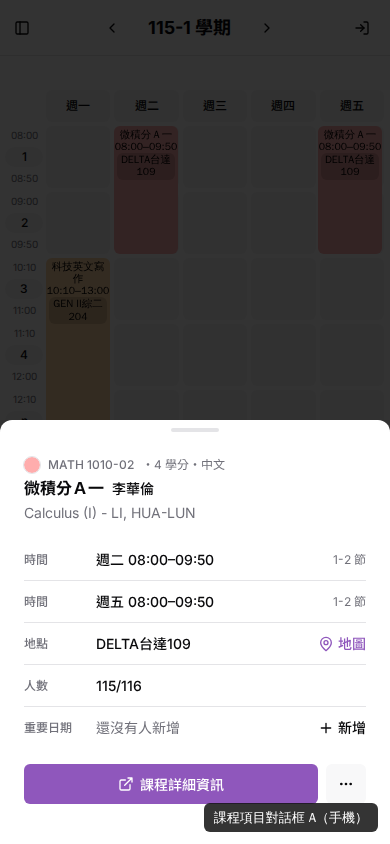 115-1 學期
週一 週二 週三 週四 週五
08:00
1
08:50
09:00
2
09:50
10:10
3
11:00
11:10
4
12:00
12:10
微積分A一
08:00–09:50
DELTA台達
109
微積分A一
08:00–09:50
DELTA台達
109
科技英文寫
作
10:10–13:00
GEN II綜二
204
MATH 1010-02 • 4 學分 • 中文
微積分A一 李華倫
Calculus (I) - LI, HUA-LUN
時間 週二 08:00–09:50 1-2 節
時間 週五 08:00–09:50 1-2 節
地點 DELTA台達109 地圖
人數 115/116
重要日期 還沒有人新增 新增
課程詳細資訊
課程項目對話框 A（手機）